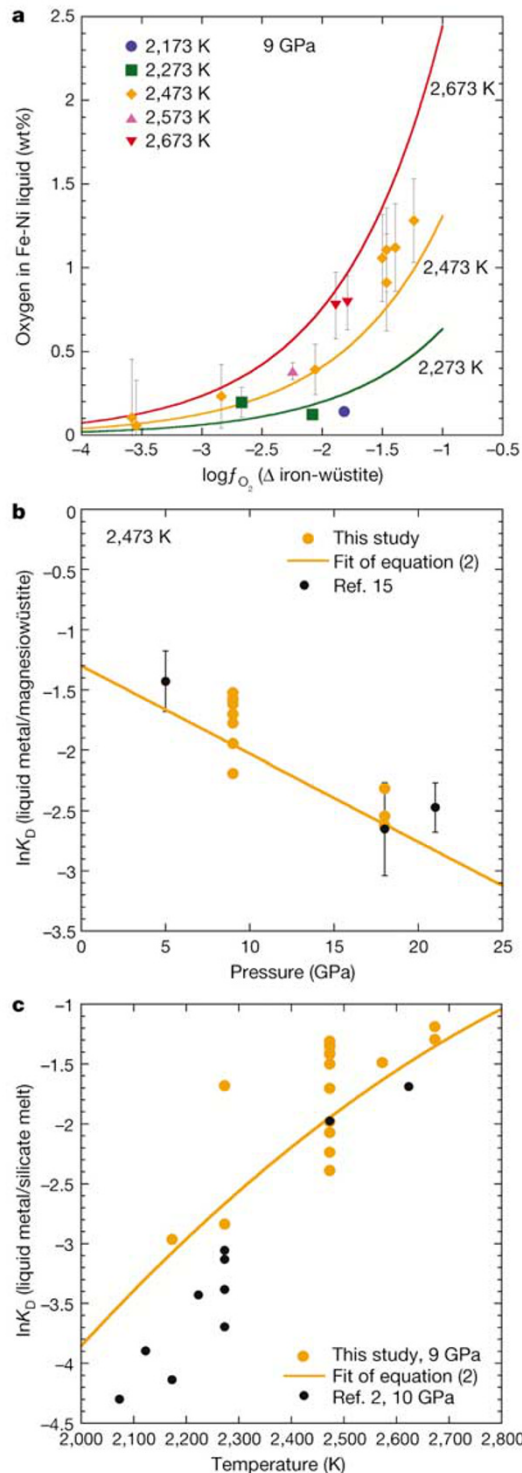 a
2,173 K
2,273 K
2,473 K
2,573 K
2,673 K
9 GPa
2,673 K
2,473 K
2,273 K
Oxygen in Fe-Ni liquid (wt%)
2.5
2
1.5
1
0.5
0
−4 −3.5 −3 −2.5 −2 −1.5 −1 −0.5
logfO2 (Δ iron-wüstite)
b
2,473 K
This study
Fit of equation (2)
Ref. 15
lnKD (liquid metal/magnesiowüstite)
0
−0.5
−1
−1.5
−2
−2.5
−3
−3.5
0 5 10 15 20 25
Pressure (GPa)
c
lnKD (liquid metal/silicate melt)
−1
−1.5
−2
−2.5
−3
−3.5
−4
−4.5
This study, 9 GPa
Fit of equation (2)
Ref. 2, 10 GPa
2,000 2,100 2,200 2,300 2,400 2,500 2,600 2,700 2,800
Temperature (K)